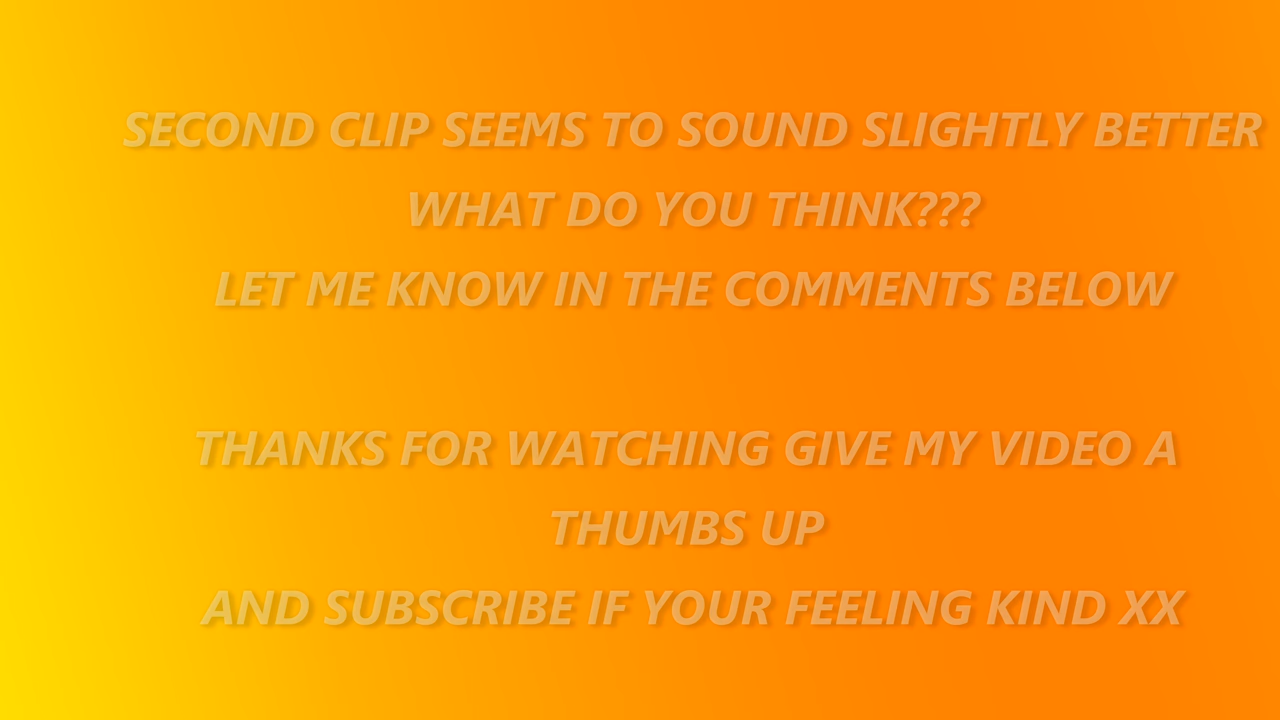 SECOND CLIP SEEMS TO SOUND SLIGHTLY BETTER
WHAT DO YOU THINK???
LET ME KNOW IN THE COMMENTS BELOW
THANKS FOR WATCHING GIVE MY VIDEO A
THUMBS UP
AND SUBSCRIBE IF YOUR FEELING KIND XX